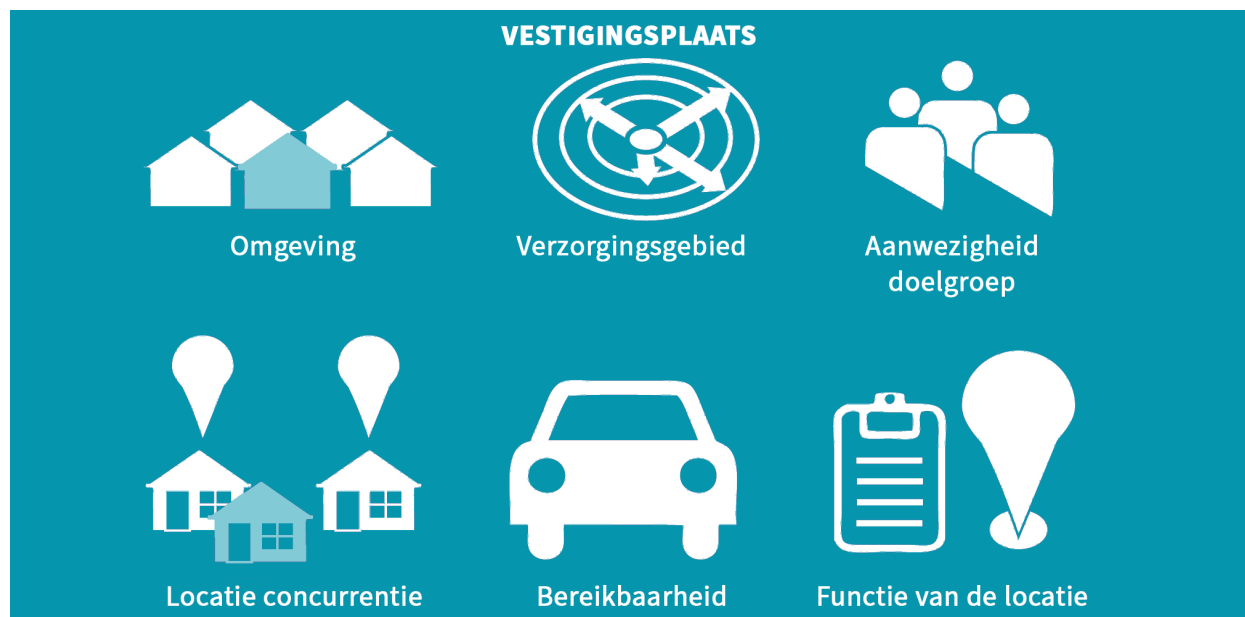 VESTIGINGSPLAATS
Omgeving
Verzorgingsgebied
Aanwezigheid
doelgroep
Locatie concurrentie
Bereikbaarheid
Functie van de locatie